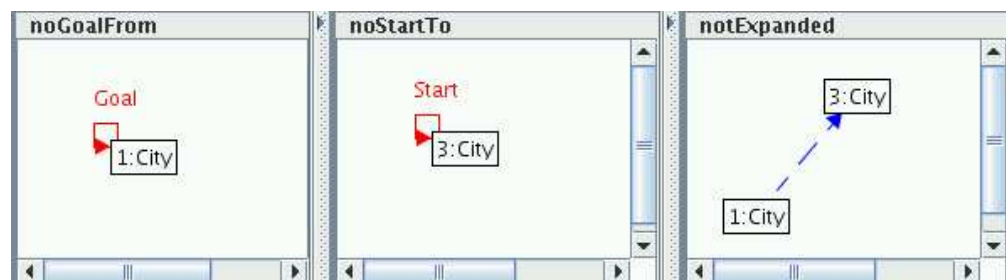 noGoalFrom
Goal
1:City
noStartTo
Start
3:City
notExpanded
3:City
1:City